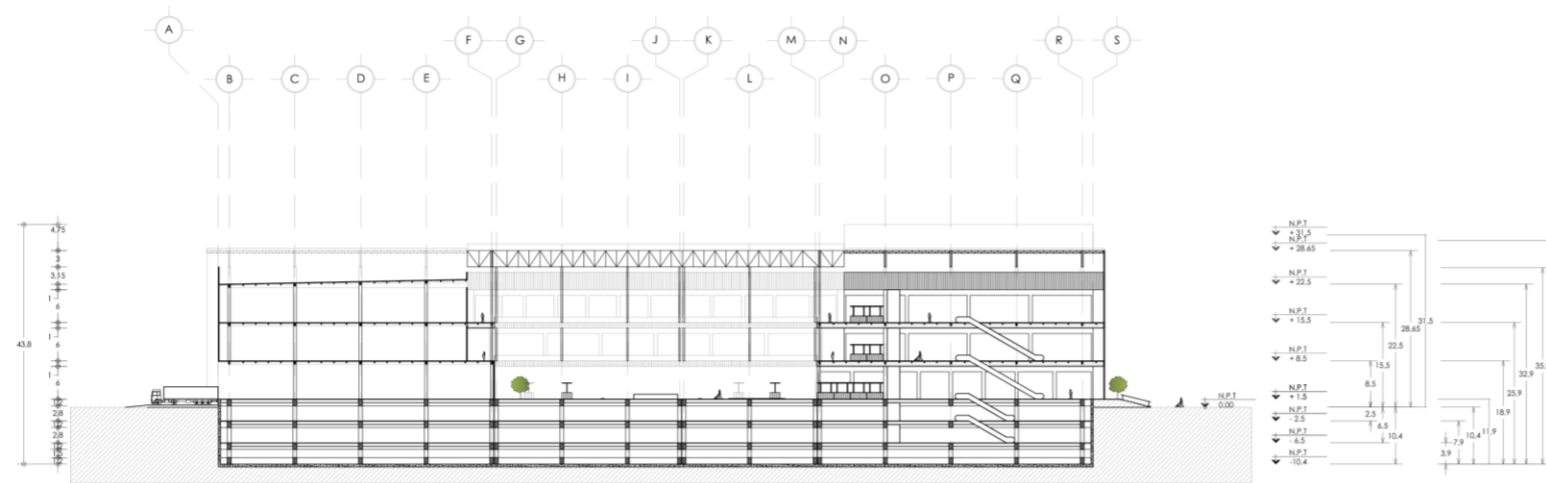 A
F
G
J
K
M
N
R
S
B
C
D
E
H
I
L
O
P
Q
4.75
3
3.15
1
6
1
6
1
6
2.8
2.8
43.8
N.P.T
+ 31.5
N.P.T
+ 28.65
N.P.T
+ 22.5
N.P.T
+ 15.5
N.P.T
+ 8.5
N.P.T
+ 1.5
N.P.T
0.00
N.P.T
- 2.5
N.P.T
- 6.5
N.P.T
-10.4
31.5
28.65
22.5
15.5
8.5
2.5
6.5
10.4
35.
32.9
25.9
18.9
11.9
10.4
7.9
3.9